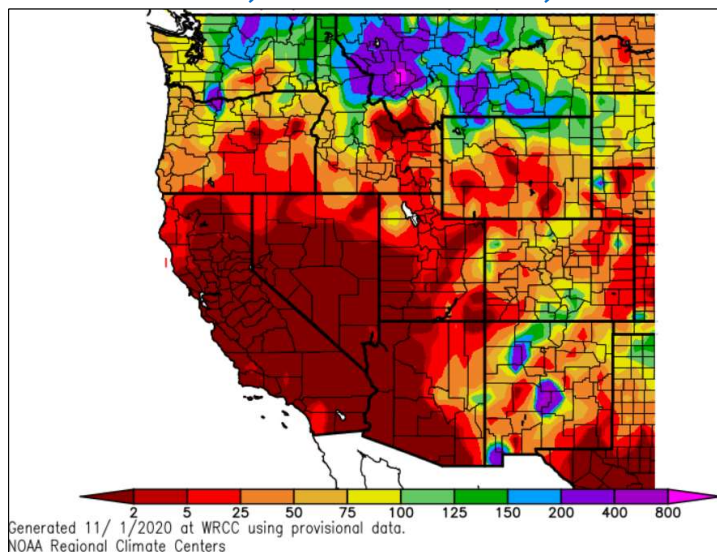 2 5 25 50 75 100 125 150 200 400 800
Generated 11/ 1/2020 at WRCC using provisional data.
NOAA Regional Climate Centers